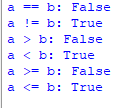 a == b: False
a != b: True
a > b: False
a < b: True
a >= b: False
a <= b: True